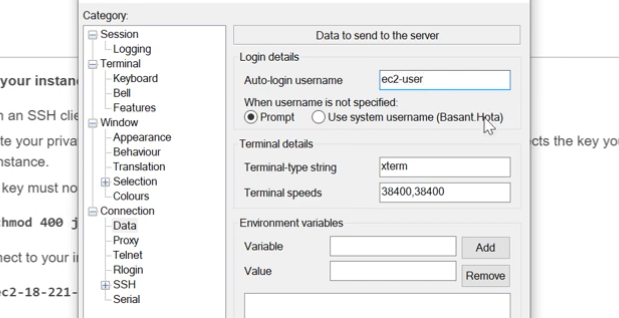 Category:
Session
Logging
Terminal
Keyboard
Bell
Features
Window
Appearance
Behaviour
Translation
Selection
Colours
Connection
Data
Proxy
Telnet
Rlogin
SSH
Serial
Data to send to the server
Login details
Auto-login username ec2-user
When username is not specified:
Prompt Use system username (Basant.Hota)
Terminal details
Terminal-type string xterm
Terminal speeds 38400,38400
Environment variables
Variable Add
Value Remove
your instanc
n an SSH clie
te your priva
ects the key you
nstance.
key must no
hmod 400 j
nect to your i
ec2-18-221-